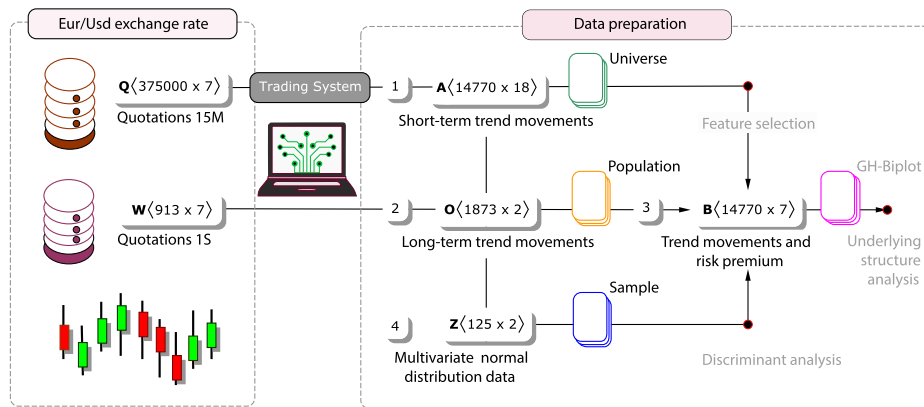 Eur/Usd exchange rate
Data preparation
Q⟨375000 x 7⟩
Quotations 15M
Trading System
1
A⟨14770 x 18⟩
Short-term trend movements
Universe
Feature selection
W⟨913 x 7⟩
Quotations 1S
2
O⟨1873 x 2⟩
Long-term trend movements
Population
3
B⟨14770 x 7⟩
Trend movements and
risk premium
GH-Biplot
Underlying
structure
analysis
4
Z⟨125 x 2⟩
Multivariate normal
distribution data
Sample
Discriminant analysis